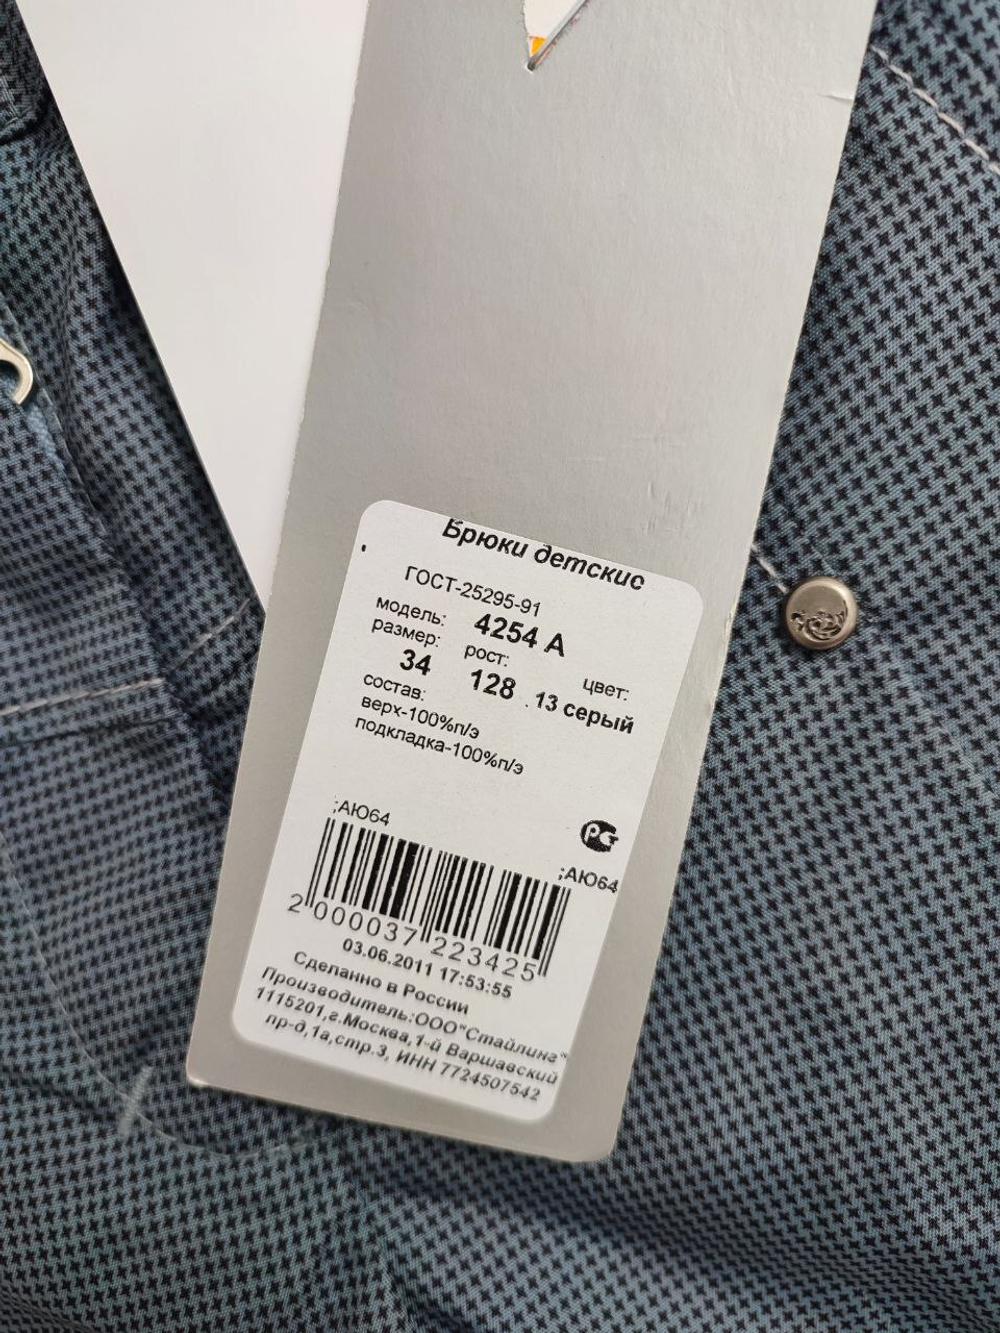 Брюки детские
ГОСТ-25295-91
модель: 4254 А
размер: рост: цвет:
34 128 . 13 серый
состав:
верх-100%п/э
подкладка-100%п/э
;АЮ64
РСТ
;АЮ64
2 000037 223425
03.06.2011 17:53:55
Сделанно в России
Производитель:ООО"Стайлинг"
1115201,г.Москва,1-й Варшавский
пр-д,1а,стр.3, ИНН 7724507542